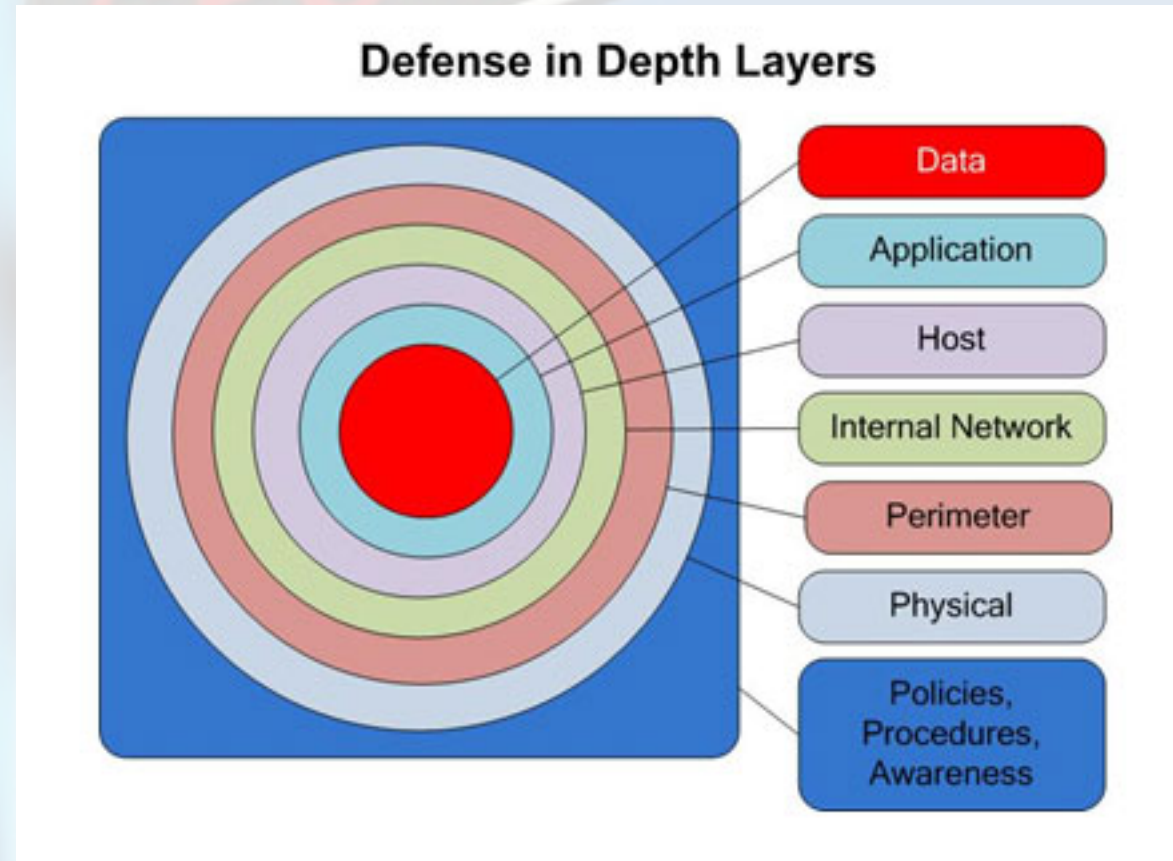 Defense in Depth Layers
Data
Application
Host
Internal Network
Perimeter
Physical
Policies,
Procedures,
Awareness